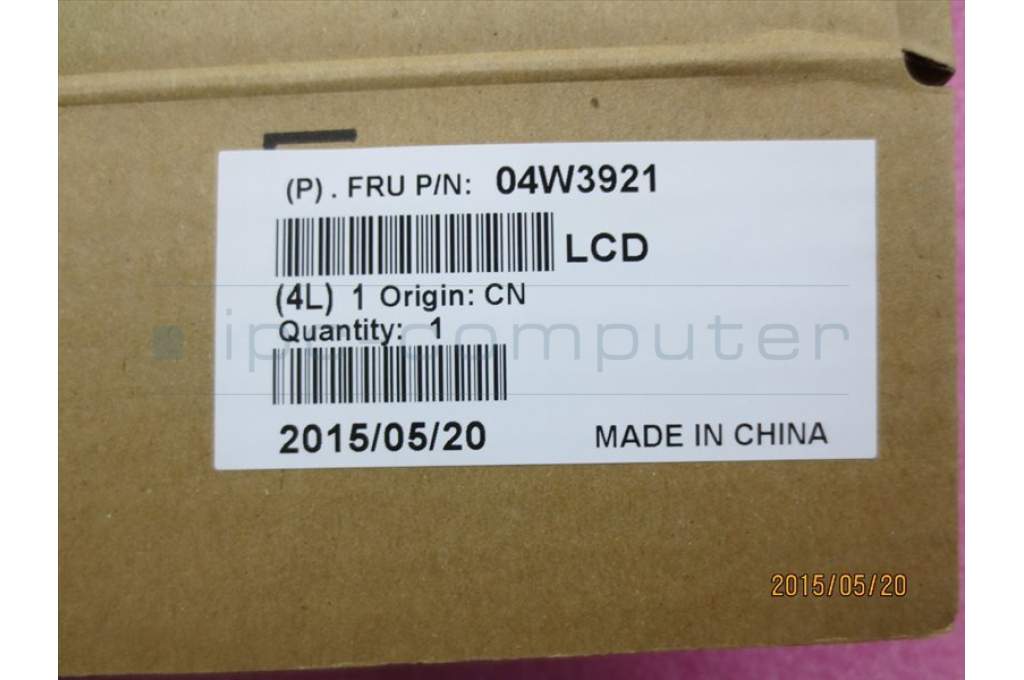 (P) . FRU P/N: 04W3921
LCD
(4L) 1 Origin: CN
Quantity: 1
ipc-computer
2015/05/20 MADE IN CHINA
2015/05/20